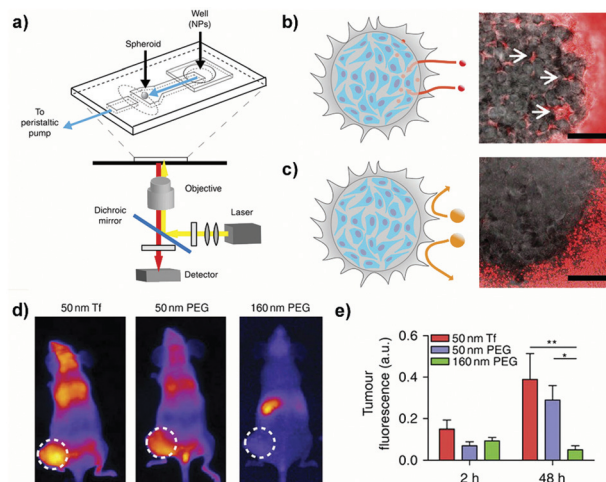 a)
Well
(NPs)
Spheroid
To
peristaltic
pump
Objective
Dichroic
mirror
Laser
Detector
b)
c)
d)
50 nm Tf
50 nm PEG
160 nm PEG
e)
50 nm Tf
50 nm PEG
160 nm PEG
**
*
Tumour
fluorescence (a.u.)
0.6
0.4
0.2
0.0
2 h
48 h